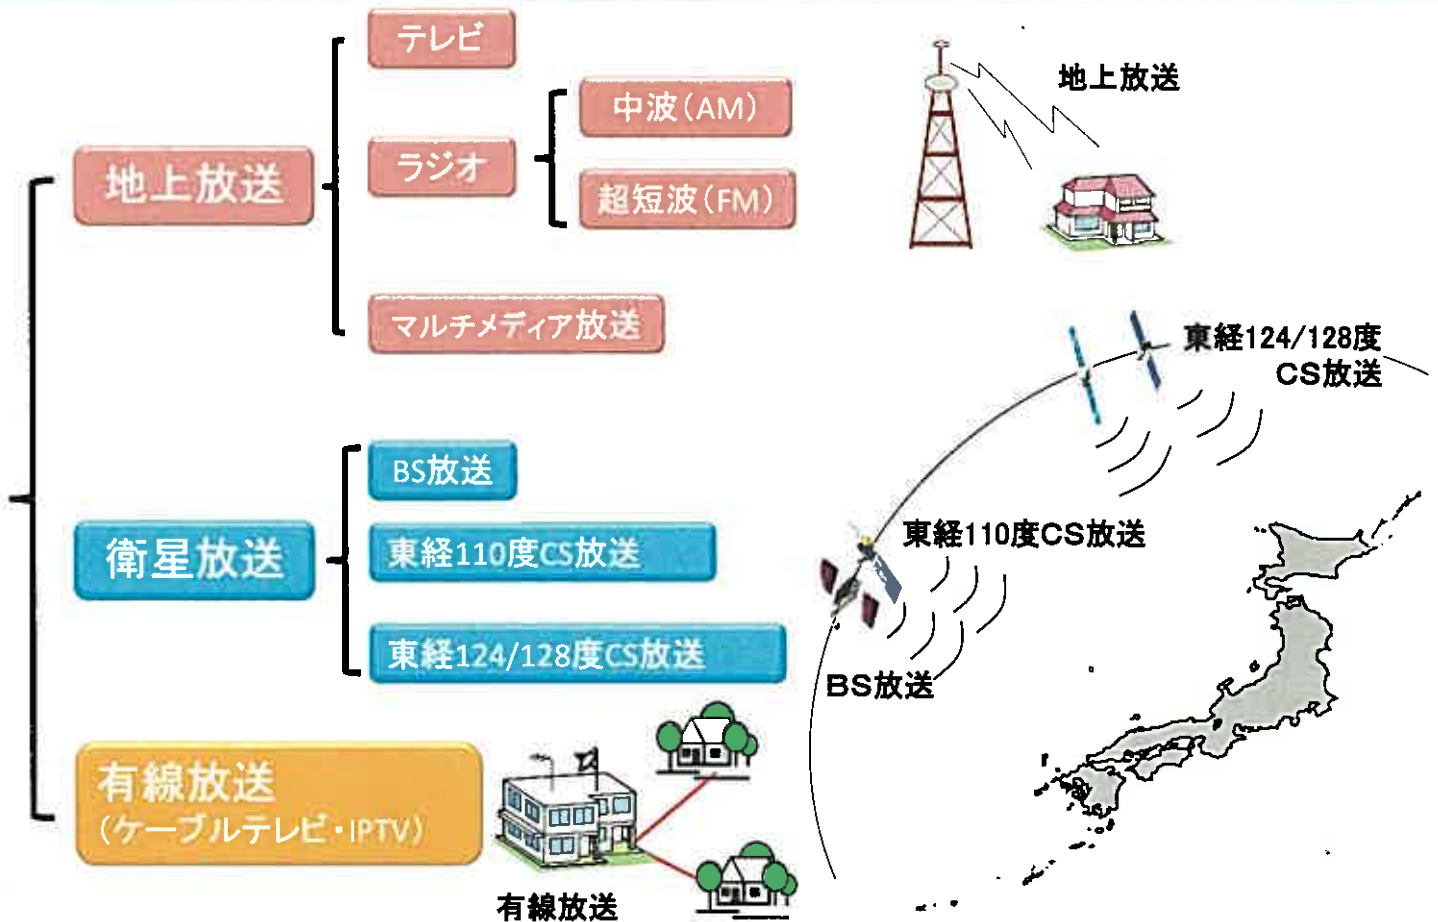 テレビ
中波（AM）
ラジオ
地上放送
超短波（FM）
マルチメディア放送
BS放送
東経110度CS放送
衛星放送
東経124/128度CS放送
有線放送
（ケーブルテレビ・IPTV）
有線放送
地上放送
東経124/128度
CS放送
東経110度CS放送
BS放送